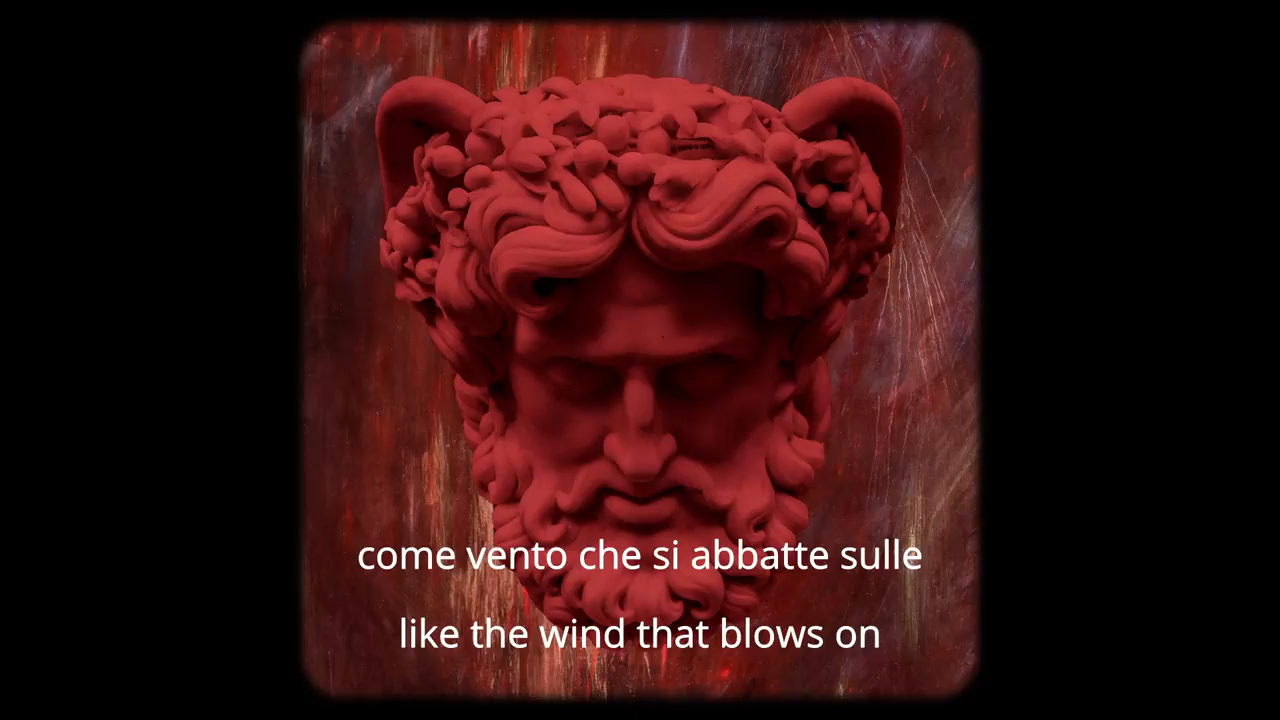 come vento che si abbatte sulle
like the wind that blows on